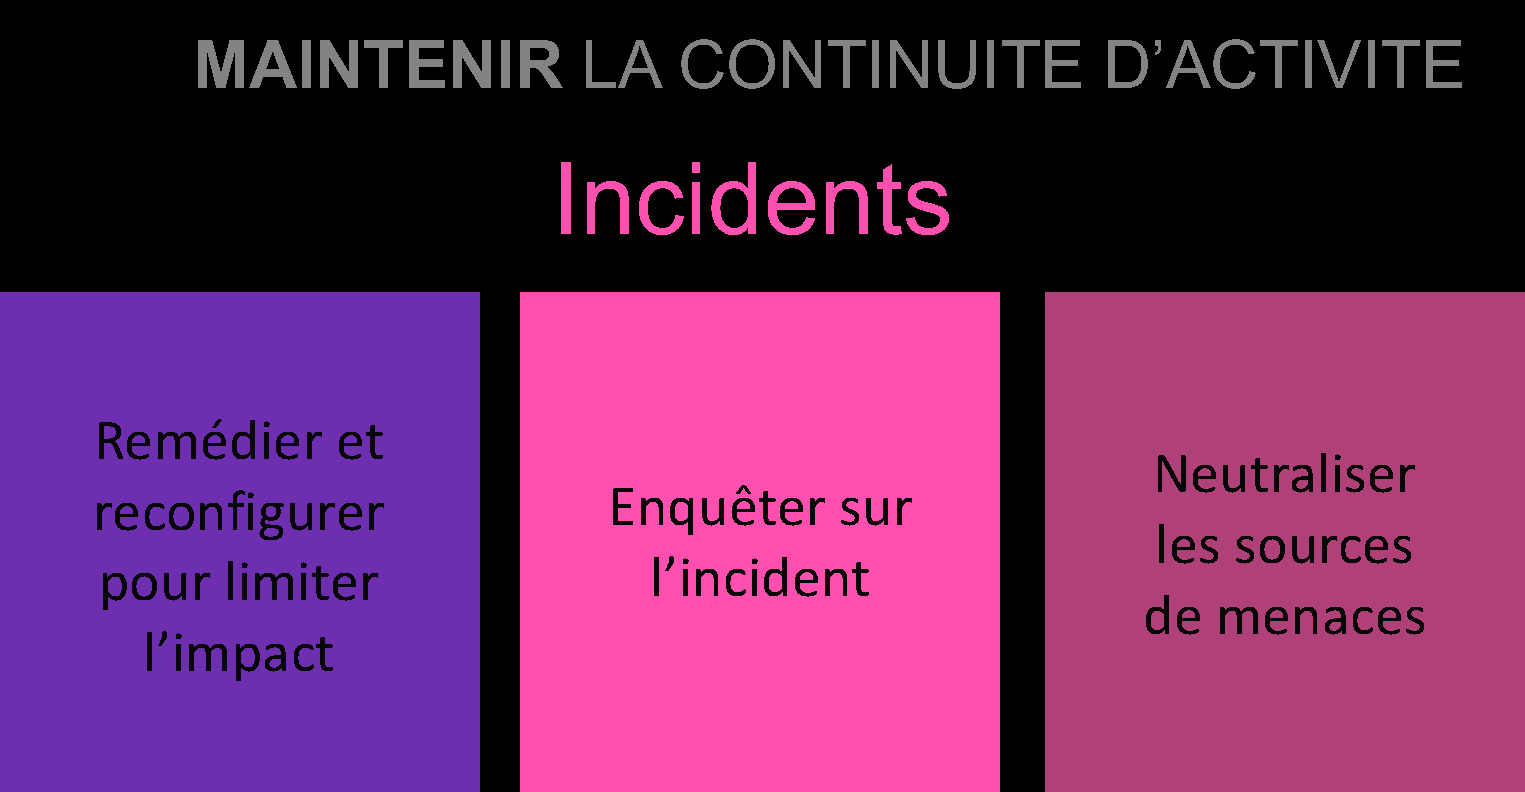 MAINTENIR LA CONTINUITE D’ACTIVITE
Incidents
Remédier et
reconfigurer
pour limiter
l’impact
Enquêter sur
l’incident
Neutraliser
les sources
de menaces